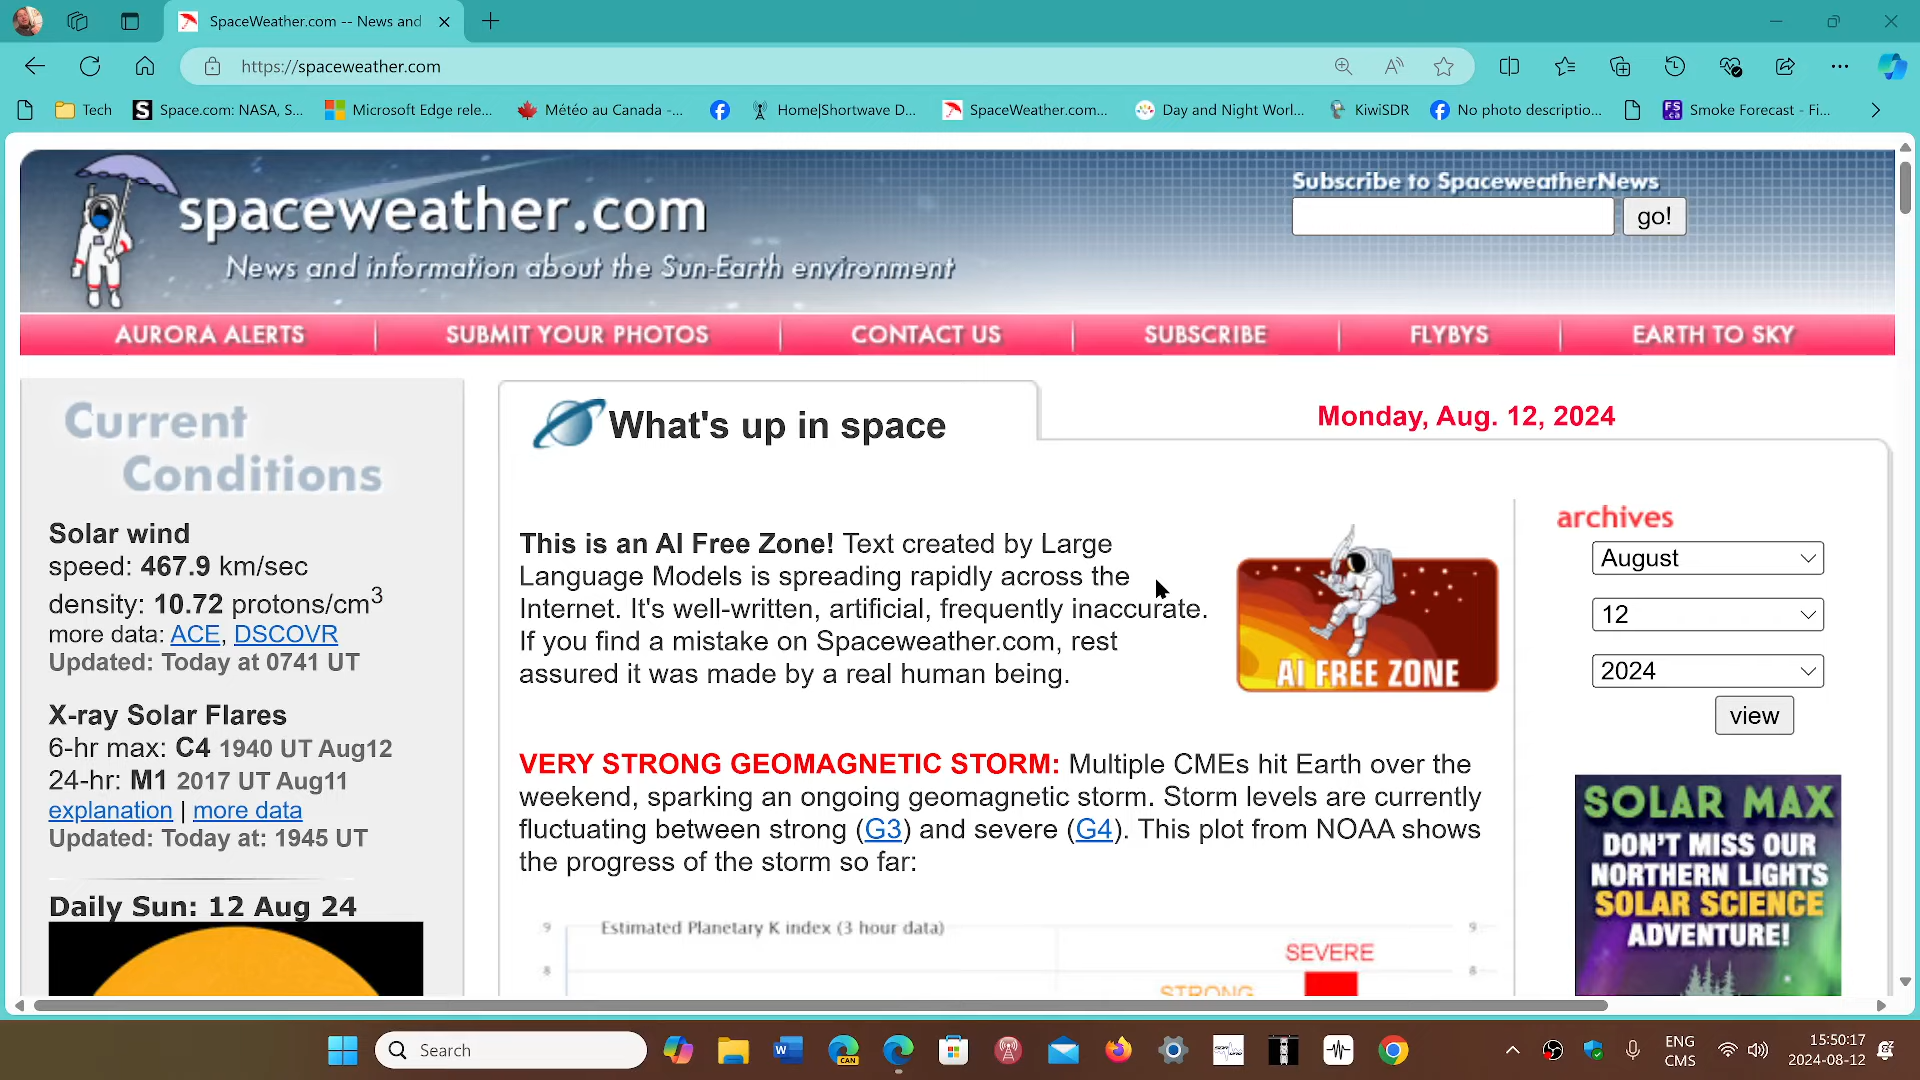 SpaceWeather.com -- News and
https://spaceweather.com
Tech
Space.com: NASA, S...
Microsoft Edge rele...
Météo au Canada -...
Home|Shortwave D...
SpaceWeather.com...
Day and Night Worl...
KiwiSDR
No photo descriptio...
Smoke Forecast - Fi...
spaceweather.com
News and information about the Sun-Earth environment
Subscribe to SpaceweatherNews
go!
AURORA ALERTS
SUBMIT YOUR PHOTOS
CONTACT US
SUBSCRIBE
FLYBYS
EARTH TO SKY
Current
Conditions
Solar wind
speed: 467.9 km/sec
density: 10.72 protons/cm3
more data: ACE, DSCOVR
Updated: Today at 0741 UT
X-ray Solar Flares
6-hr max: C4 1940 UT Aug12
24-hr: M1 2017 UT Aug11
explanation | more data
Updated: Today at: 1945 UT
Daily Sun: 12 Aug 24
What's up in space
Monday, Aug. 12, 2024
This is an AI Free Zone! Text created by Large
Language Models is spreading rapidly across the
Internet. It's well-written, artificial, frequently inaccurate.
If you find a mistake on Spaceweather.com, rest
assured it was made by a real human being.
AI FREE ZONE
VERY STRONG GEOMAGNETIC STORM: Multiple CMEs hit Earth over the
weekend, sparking an ongoing geomagnetic storm. Storm levels are currently
fluctuating between strong (G3) and severe (G4). This plot from NOAA shows
the progress of the storm so far:
9
Estimated Planetary K index (3 hour data)
9
SEVERE
8
8
STRONG
archives
August
12
2024
view
SOLAR MAX
DON'T MISS OUR
NORTHERN LIGHTS
SOLAR SCIENCE
ADVENTURE!
Search
CAN
ENG
CMS
15:50:17
2024-08-12